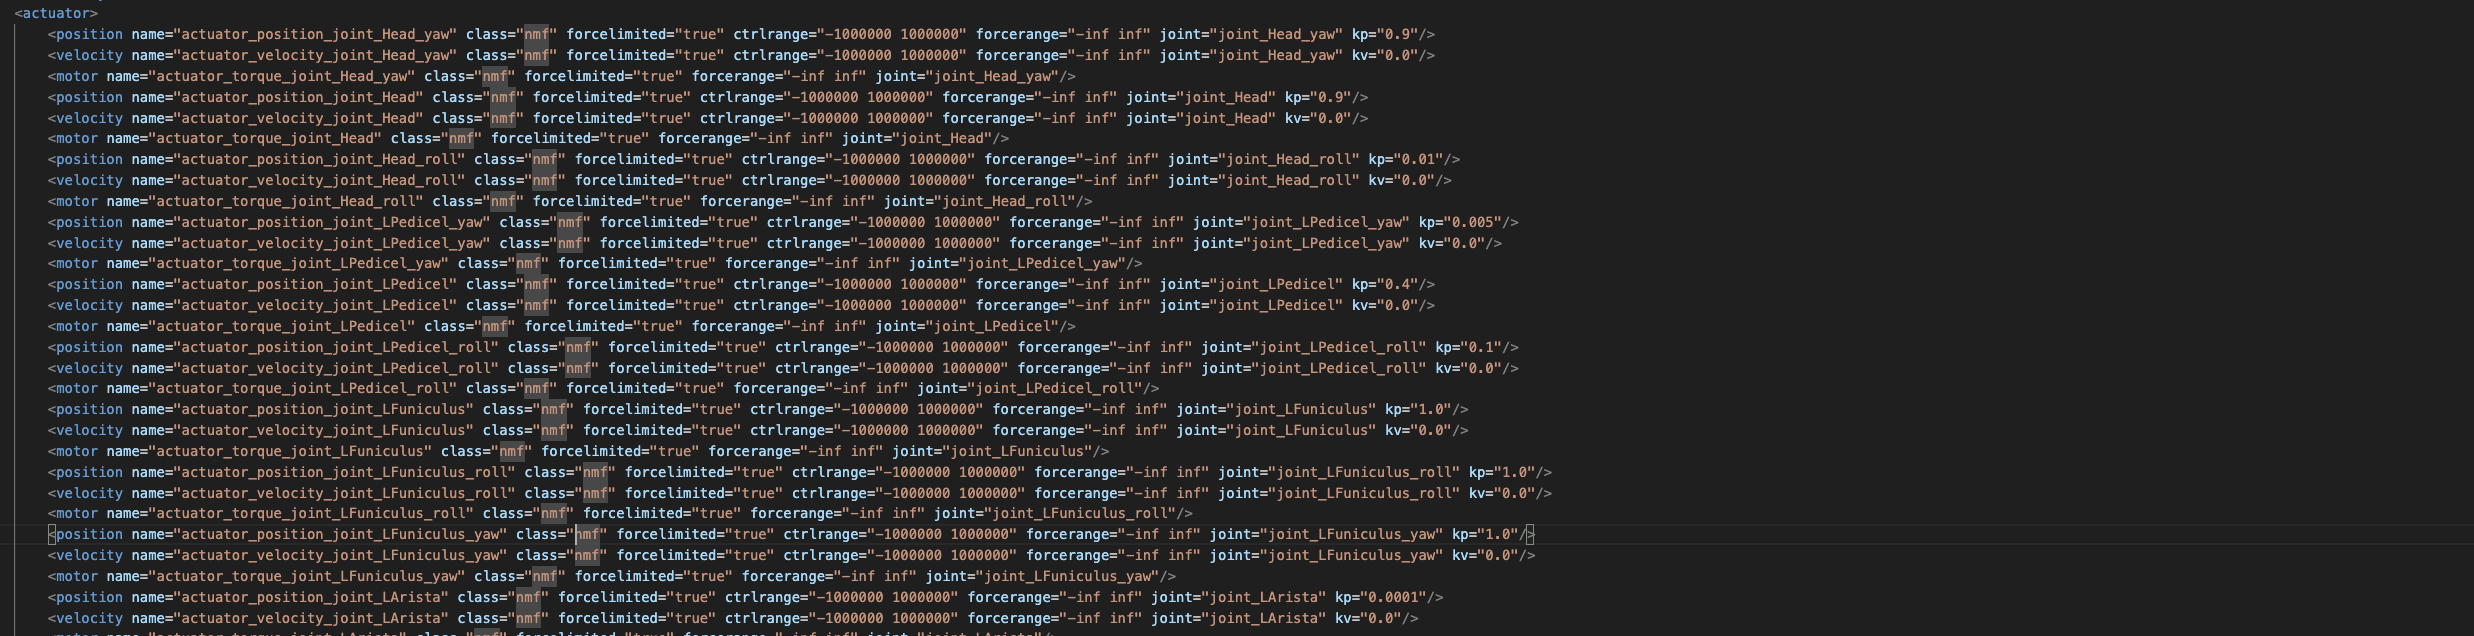 <actuator>
<position name="actuator_position_joint_Head_yaw" class="nmf" forcelimited="true" ctrlrange="-1000000 1000000" forcerange="-inf inf" joint="joint_Head_yaw" kp="0.9"/>
<velocity name="actuator_velocity_joint_Head_yaw" class="nmf" forcelimited="true" ctrlrange="-1000000 1000000" forcerange="-inf inf" joint="joint_Head_yaw" kv="0.0"/>
<motor name="actuator_torque_joint_Head_yaw" class="nmf" forcelimited="true" forcerange="-inf inf" joint="joint_Head_yaw"/>
<position name="actuator_position_joint_Head" class="nmf" forcelimited="true" ctrlrange="-1000000 1000000" forcerange="-inf inf" joint="joint_Head" kp="0.9"/>
<velocity name="actuator_velocity_joint_Head" class="nmf" forcelimited="true" ctrlrange="-1000000 1000000" forcerange="-inf inf" joint="joint_Head" kv="0.0"/>
<motor name="actuator_torque_joint_Head" class="nmf" forcelimited="true" forcerange="-inf inf" joint="joint_Head"/>
<position name="actuator_position_joint_Head_roll" class="nmf" forcelimited="true" ctrlrange="-1000000 1000000" forcerange="-inf inf" joint="joint_Head_roll" kp="0.01"/>
<velocity name="actuator_velocity_joint_Head_roll" class="nmf" forcelimited="true" ctrlrange="-1000000 1000000" forcerange="-inf inf" joint="joint_Head_roll" kv="0.0"/>
<motor name="actuator_torque_joint_Head_roll" class="nmf" forcelimited="true" forcerange="-inf inf" joint="joint_Head_roll"/>
<position name="actuator_position_joint_LPedicel_yaw" class="nmf" forcelimited="true" ctrlrange="-1000000 1000000" forcerange="-inf inf" joint="joint_LPedicel_yaw" kp="0.005"/>
<velocity name="actuator_velocity_joint_LPedicel_yaw" class="nmf" forcelimited="true" ctrlrange="-1000000 1000000" forcerange="-inf inf" joint="joint_LPedicel_yaw" kv="0.0"/>
<motor name="actuator_torque_joint_LPedicel_yaw" class="nmf" forcelimited="true" forcerange="-inf inf" joint="joint_LPedicel_yaw"/>
<position name="actuator_position_joint_LPedicel" class="nmf" forcelimited="true" ctrlrange="-1000000 1000000" forcerange="-inf inf" joint="joint_LPedicel" kp="0.4"/>
<velocity name="actuator_velocity_joint_LPedicel" class="nmf" forcelimited="true" ctrlrange="-1000000 1000000" forcerange="-inf inf" joint="joint_LPedicel" kv="0.0"/>
<motor name="actuator_torque_joint_LPedicel" class="nmf" forcelimited="true" forcerange="-inf inf" joint="joint_LPedicel"/>
<position name="actuator_position_joint_LPedicel_roll" class="nmf" forcelimited="true" ctrlrange="-1000000 1000000" forcerange="-inf inf" joint="joint_LPedicel_roll" kp="0.1"/>
<velocity name="actuator_velocity_joint_LPedicel_roll" class="nmf" forcelimited="true" ctrlrange="-1000000 1000000" forcerange="-inf inf" joint="joint_LPedicel_roll" kv="0.0"/>
<motor name="actuator_torque_joint_LPedicel_roll" class="nmf" forcelimited="true" forcerange="-inf inf" joint="joint_LPedicel_roll"/>
<position name="actuator_position_joint_LFuniculus" class="nmf" forcelimited="true" ctrlrange="-1000000 1000000" forcerange="-inf inf" joint="joint_LFuniculus" kp="1.0"/>
<velocity name="actuator_velocity_joint_LFuniculus" class="nmf" forcelimited="true" ctrlrange="-1000000 1000000" forcerange="-inf inf" joint="joint_LFuniculus" kv="0.0"/>
<motor name="actuator_torque_joint_LFuniculus" class="nmf" forcelimited="true" forcerange="-inf inf" joint="joint_LFuniculus"/>
<position name="actuator_position_joint_LFuniculus_roll" class="nmf" forcelimited="true" ctrlrange="-1000000 1000000" forcerange="-inf inf" joint="joint_LFuniculus_roll" kp="1.0"/>
<velocity name="actuator_velocity_joint_LFuniculus_roll" class="nmf" forcelimited="true" ctrlrange="-1000000 1000000" forcerange="-inf inf" joint="joint_LFuniculus_roll" kv="0.0"/>
<motor name="actuator_torque_joint_LFuniculus_roll" class="nmf" forcelimited="true" forcerange="-inf inf" joint="joint_LFuniculus_roll"/>
<position name="actuator_position_joint_LFuniculus_yaw" class="nmf" forcelimited="true" ctrlrange="-1000000 1000000" forcerange="-inf inf" joint="joint_LFuniculus_yaw" kp="1.0"/>
<velocity name="actuator_velocity_joint_LFuniculus_yaw" class="nmf" forcelimited="true" ctrlrange="-1000000 1000000" forcerange="-inf inf" joint="joint_LFuniculus_yaw" kv="0.0"/>
<motor name="actuator_torque_joint_LFuniculus_yaw" class="nmf" forcelimited="true" forcerange="-inf inf" joint="joint_LFuniculus_yaw"/>
<position name="actuator_position_joint_LArista" class="nmf" forcelimited="true" ctrlrange="-1000000 1000000" forcerange="-inf inf" joint="joint_LArista" kp="0.0001"/>
<velocity name="actuator_velocity_joint_LArista" class="nmf" forcelimited="true" ctrlrange="-1000000 1000000" forcerange="-inf inf" joint="joint_LArista" kv="0.0"/>